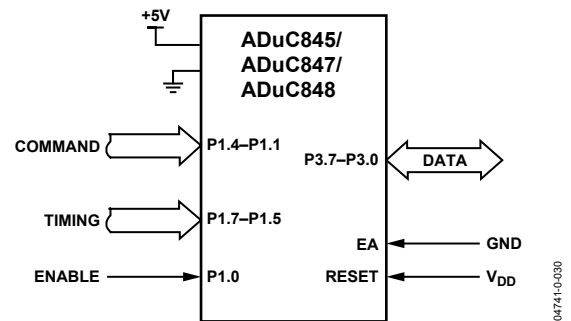 +5V
ADuC845/
ADuC847/
ADuC848
COMMAND
P1.4–P1.1
P3.7–P3.0
DATA
TIMING
P1.7–P1.5
EA
GND
ENABLE
P1.0
RESET
VDD
04741-0-030